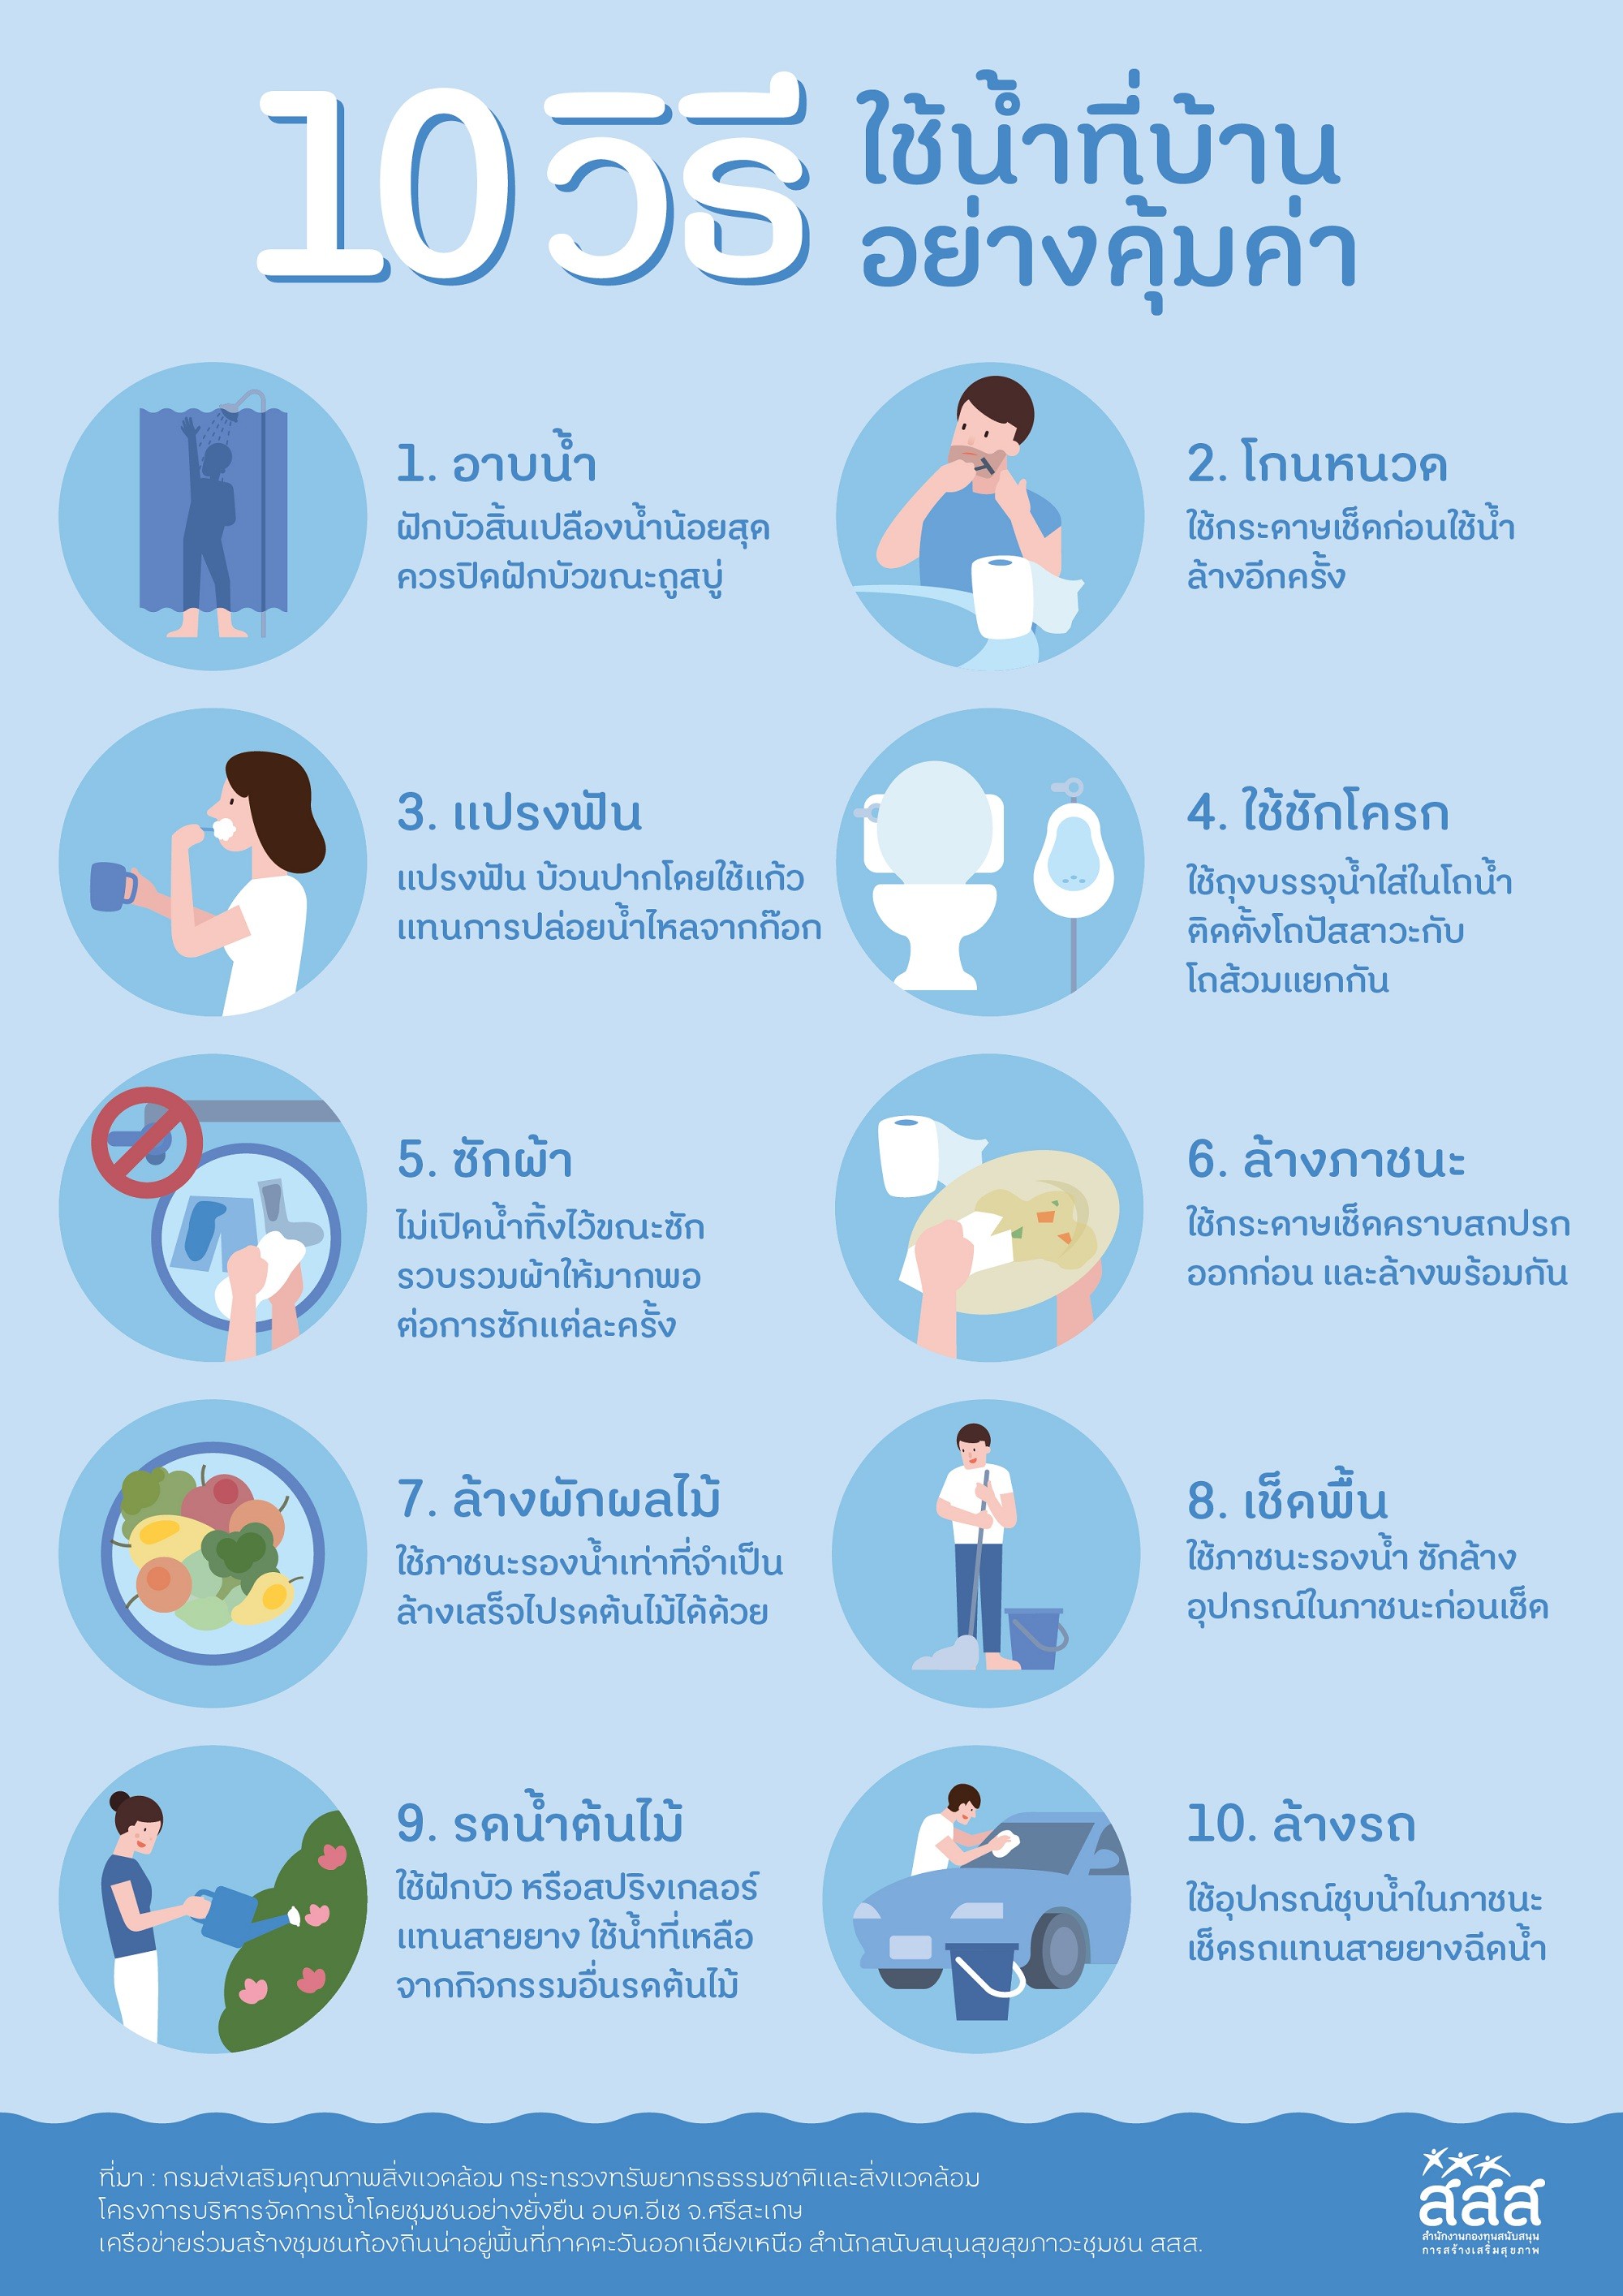 10 วิธี
ใช้น้ำที่บ้าน
อย่างคุ้มค่า
1. อาบน้ำ
ฝักบัวสิ้นเปลืองน้ำน้อยสุด
ควรปิดฝักบัวขณะถูสบู่
2. โกนหนวด
ใช้กระดาษเช็ดก่อนใช้น้ำ
ล้างอีกครั้ง
3. แปรงฟัน
แปรงฟัน บ้วนปากโดยใช้แก้ว
แทนการปล่อยน้ำไหลจากก๊อก
4. ใช้ชักโครก
ใช้ถุงบรรจุน้ำใส่ในโถน้ำ
ติดตั้งโถปัสสาวะกับ
โถส้วมแยกกัน
5. ซักผ้า
ไม่เปิดน้ำทิ้งไว้ขณะซัก
รวบรวมผ้าให้มากพอ
ต่อการซักแต่ละครั้ง
6. ล้างภาชนะ
ใช้กระดาษเช็ดคราบสกปรก
ออกก่อน และล้างพร้อมกัน
7. ล้างผักผลไม้
ใช้ภาชนะรองน้ำเท่าที่จำเป็น
ล้างเสร็จไปรดต้นไม้ได้ด้วย
8. เช็ดพื้น
ใช้ภาชนะรองน้ำ ซักล้าง
อุปกรณ์ในภาชนะก่อนเช็ด
9. รดน้ำต้นไม้
ใช้ฝักบัว หรือสปริงเกลอร์
แทนสายยาง ใช้น้ำที่เหลือ
จากกิจกรรมอื่นรดต้นไม้
10. ล้างรถ
ใช้อุปกรณ์ชุบน้ำในภาชนะ
เช็ดรถแทนสายยางฉีดน้ำ
ที่มา : กรมส่งเสริมคุณภาพสิ่งแวดล้อม กระทรวงทรัพยากรธรรมชาติและสิ่งแวดล้อม
โครงการบริหารจัดการน้ำโดยชุมชนอย่างยั่งยืน อบต.อีเซ จ.ศรีสะเกษ
เครือข่ายร่วมสร้างชุมชนท้องถิ่นน่าอยู่พื้นที่ภาคตะวันออกเฉียงเหนือ สำนักสนับสนุนสุขสุขภาวะชุมชน สสส.
สสส
สำนักงานกองทุนสนับสนุน
การสร้างเสริมสุขภาพ